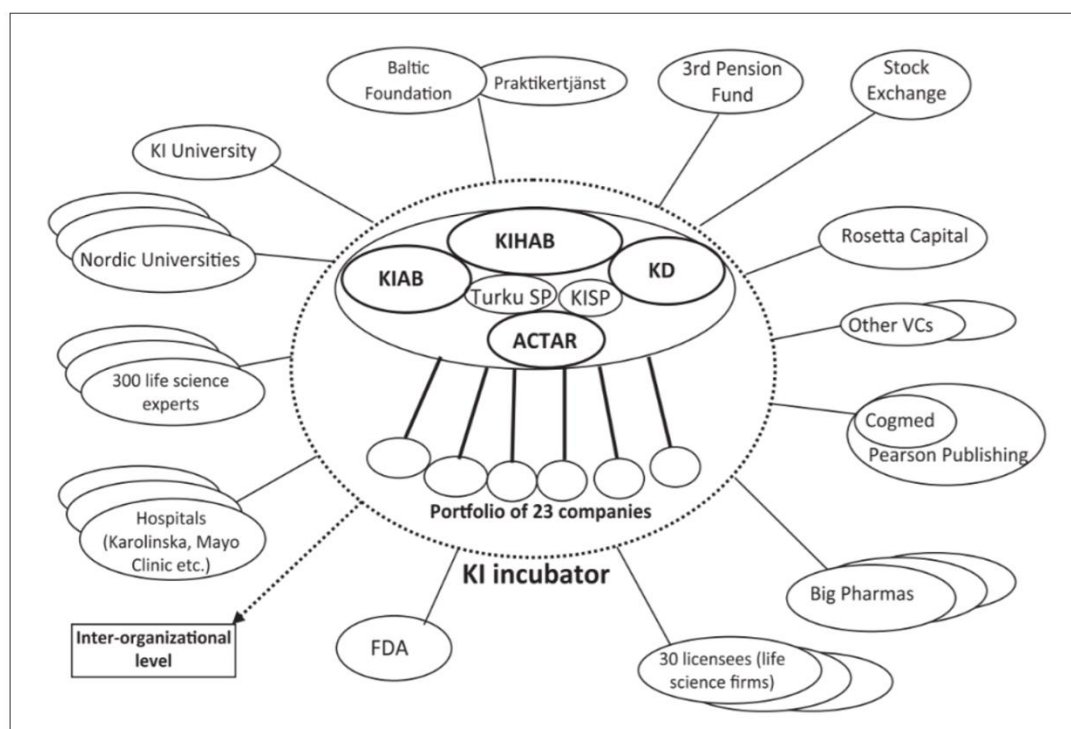 Baltic
Foundation
Praktikertjänst
3rd Pension
Fund
Stock
Exchange
KI University
Nordic Universities
KIHAB
KIAB
KD
Turku SP
KISP
ACTAR
Rosetta Capital
Other VCs
300 life science
experts
Cogmed
Pearson Publishing
Hospitals
(Karolinska, Mayo
Clinic etc.)
Portfolio of 23 companies
KI incubator
Big Pharmas
Inter-organizational
level
FDA
30 licensees (life
science firms)